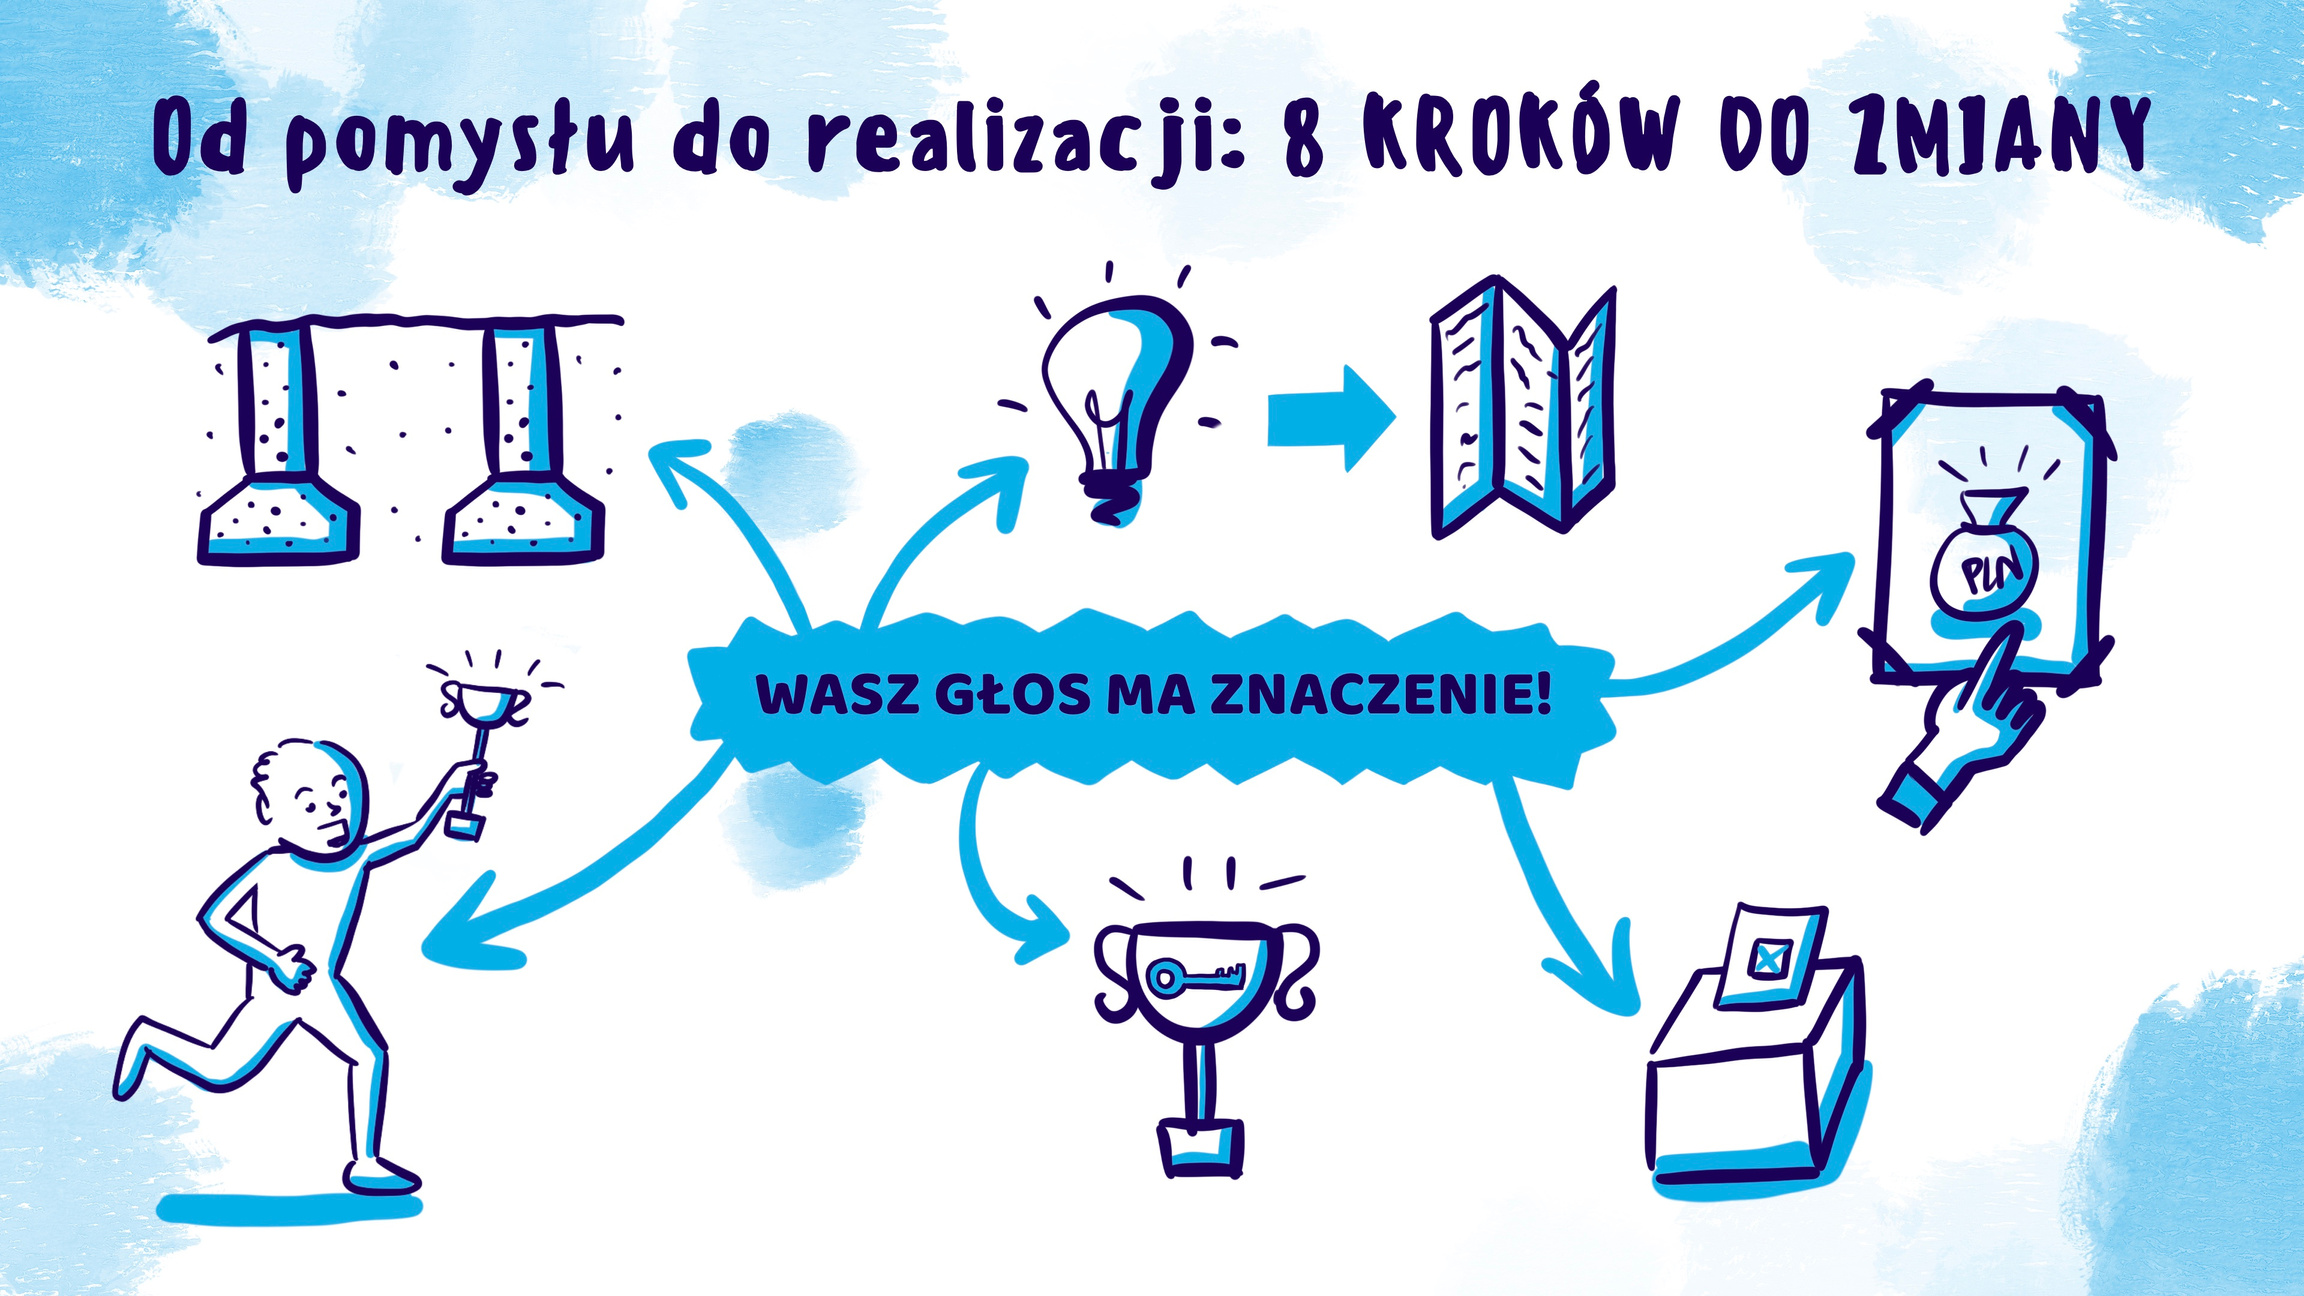 Od pomysłu do realizacji: 8 KROKÓW DO ZMIANY
PLN
WASZ GŁOS MA ZNACZENIE!